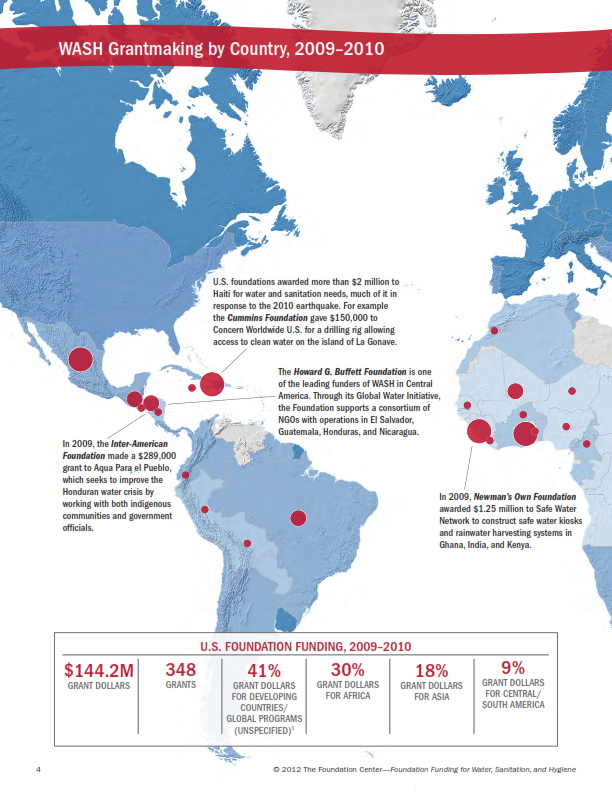 WASH Grantmaking by Country, 2009–2010
U.S. foundations awarded more than $2 million to
Haiti for water and sanitation needs, much of it in
response to the 2010 earthquake. For example
the Cummins Foundation gave $150,000 to
Concern Worldwide U.S. for a drilling rig allowing
access to clean water on the island of La Gonave.
The Howard G. Buffett Foundation is one
of the leading funders of WASH in Central
America. Through its Global Water Initiative,
the Foundation supports a consortium of
NGOs with operations in El Salvador,
Guatemala, Honduras, and Nicaragua.
In 2009, the Inter-American
Foundation made a $289,000
grant to Aqua Para el Pueblo,
which seeks to improve the
Honduran water crisis by
working with both indigenous
communities and government
officials.
In 2009, Newman's Own Foundation
awarded $1.25 million to Safe Water
Network to construct safe water kiosks
and rainwater harvesting systems in
Ghana, India, and Kenya.
U.S. FOUNDATION FUNDING, 2009–2010
$144.2M
GRANT DOLLARS
348
GRANTS
41%
GRANT DOLLARS
FOR DEVELOPING
COUNTRIES/
GLOBAL PROGRAMS
(UNSPECIFIED)¹
30%
GRANT DOLLARS
FOR AFRICA
18%
GRANT DOLLARS
FOR ASIA
9%
GRANT DOLLARS
FOR CENTRAL/
SOUTH AMERICA
4
© 2012 The Foundation Center—Foundation Funding for Water, Sanitation, and Hygiene